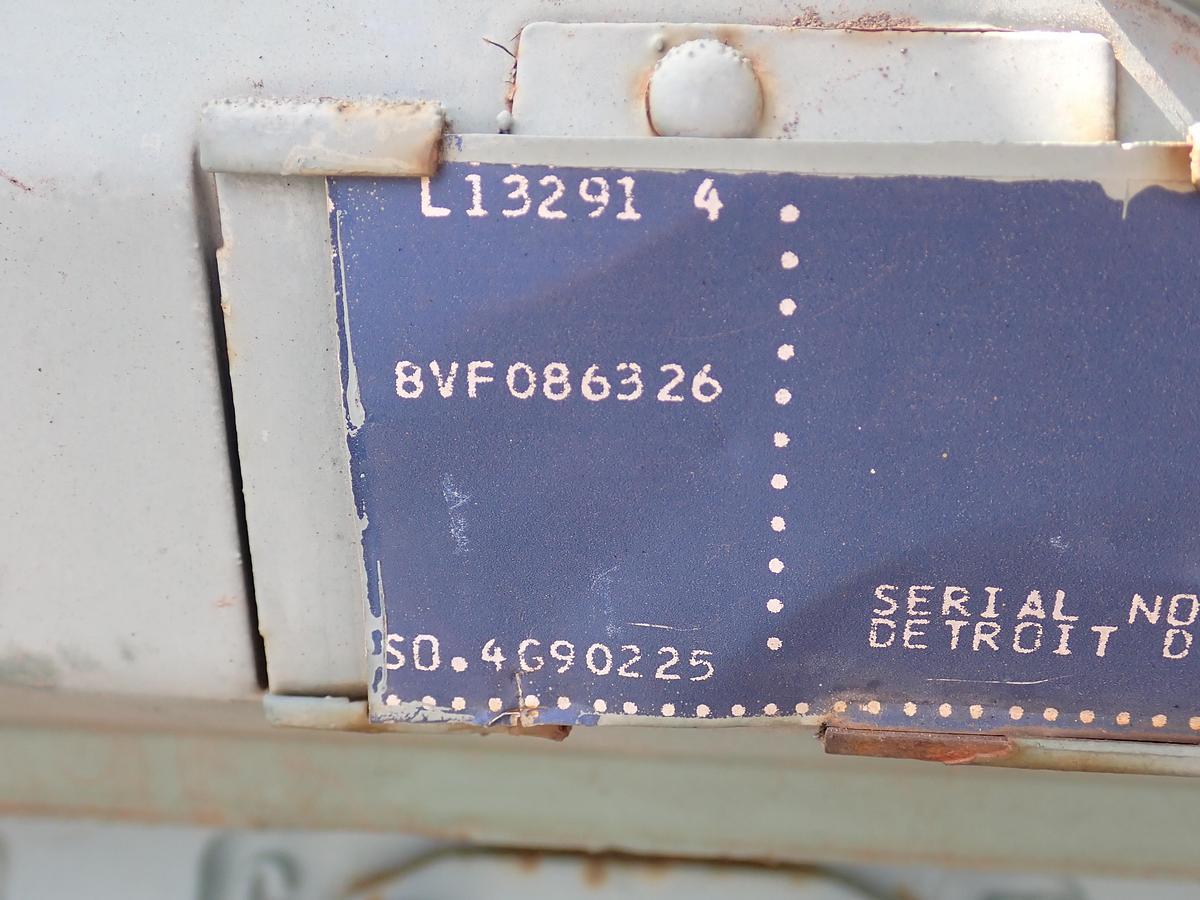 L13291 4
8VF086326
SO.4G90225
SERIAL NO
DETROIT D